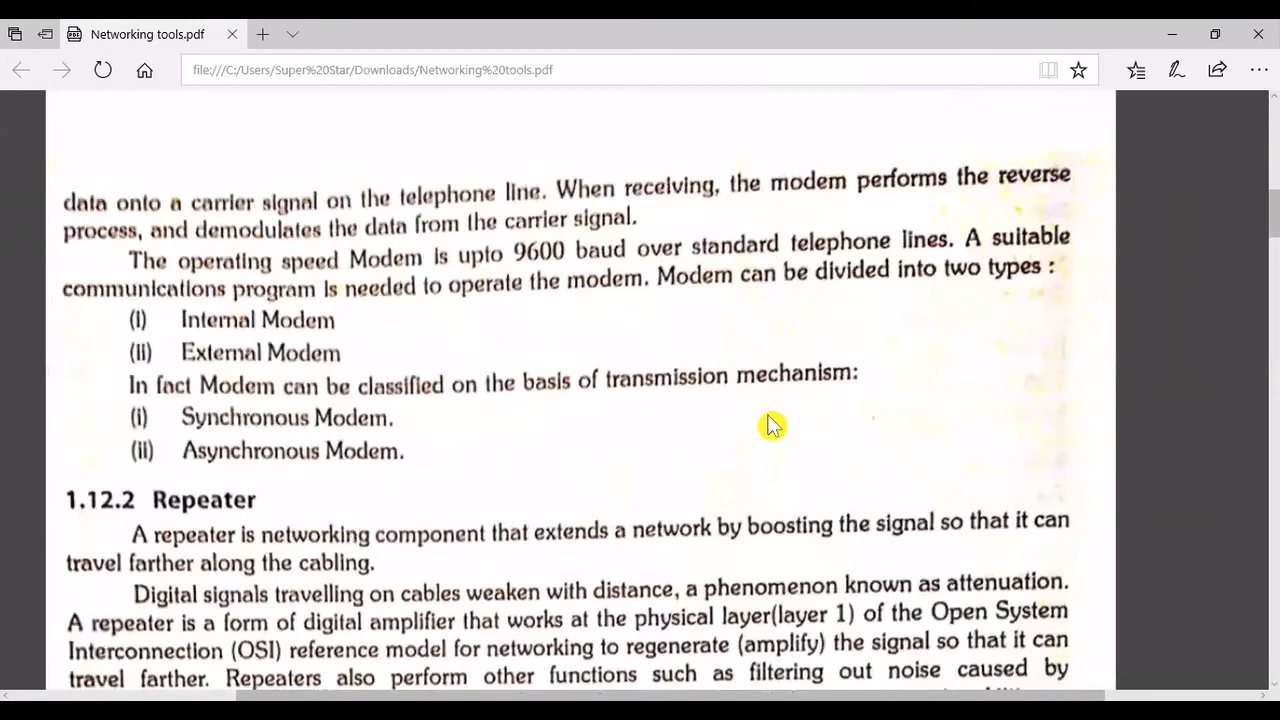 Networking tools.pdf
file:///C:/Users/Super%20Star/Downloads/Networking%20tools.pdf
data onto a carrier signal on the telephone line. When receiving, the modem performs the reverse
process, and demodulates the data from the carrier signal.
The operating speed Modem is upto 9600 baud over standard telephone lines. A suitable
communications program is needed to operate the modem. Modem can be divided into two types :
(i) Internal Modem
(ii) External Modem
In fact Modem can be classified on the basis of transmission mechanism:
(i) Synchronous Modem.
(ii) Asynchronous Modem.
1.12.2 Repeater
A repeater is networking component that extends a network by boosting the signal so that it can
travel farther along the cabling.
Digital signals travelling on cables weaken with distance, a phenomenon known as attenuation.
A repeater is a form of digital amplifier that works at the physical layer(layer 1) of the Open System
Interconnection (OSI) reference model for networking to regenerate (amplify) the signal so that it can
travel farther. Repeaters also perform other functions such as filtering out noise caused by